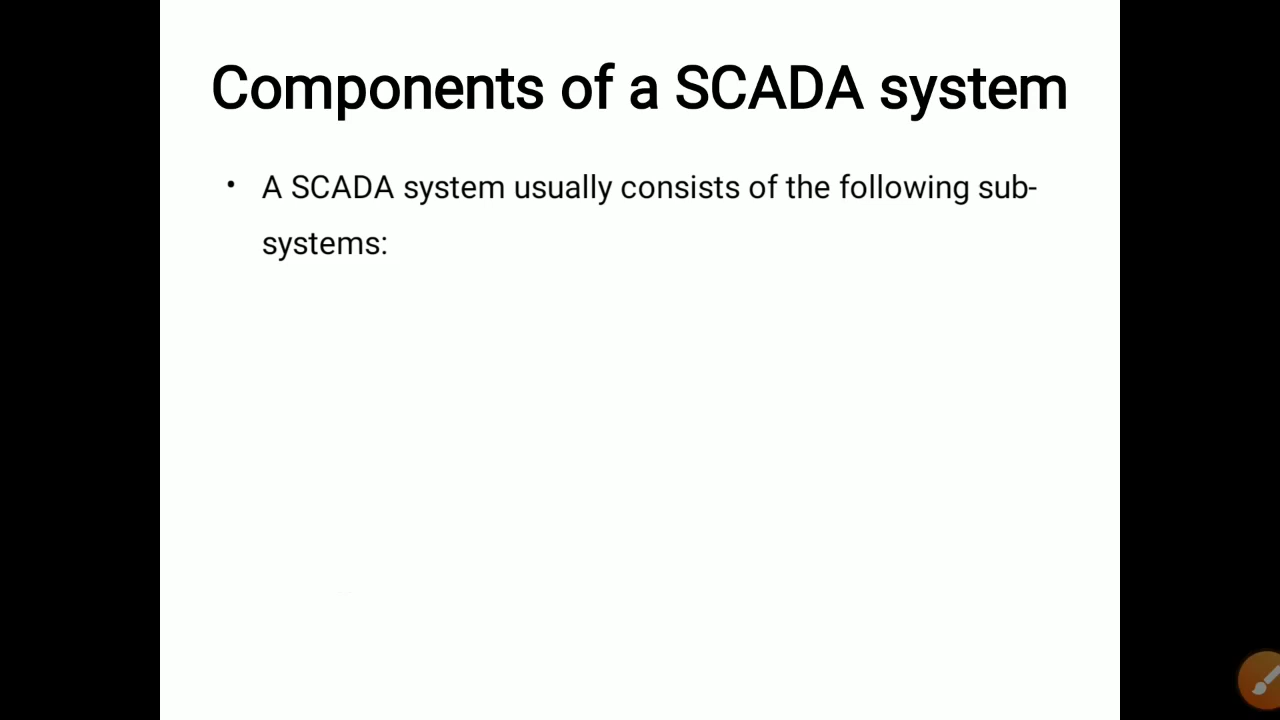 Components of a SCADA system
• A SCADA system usually consists of the following sub-
systems: